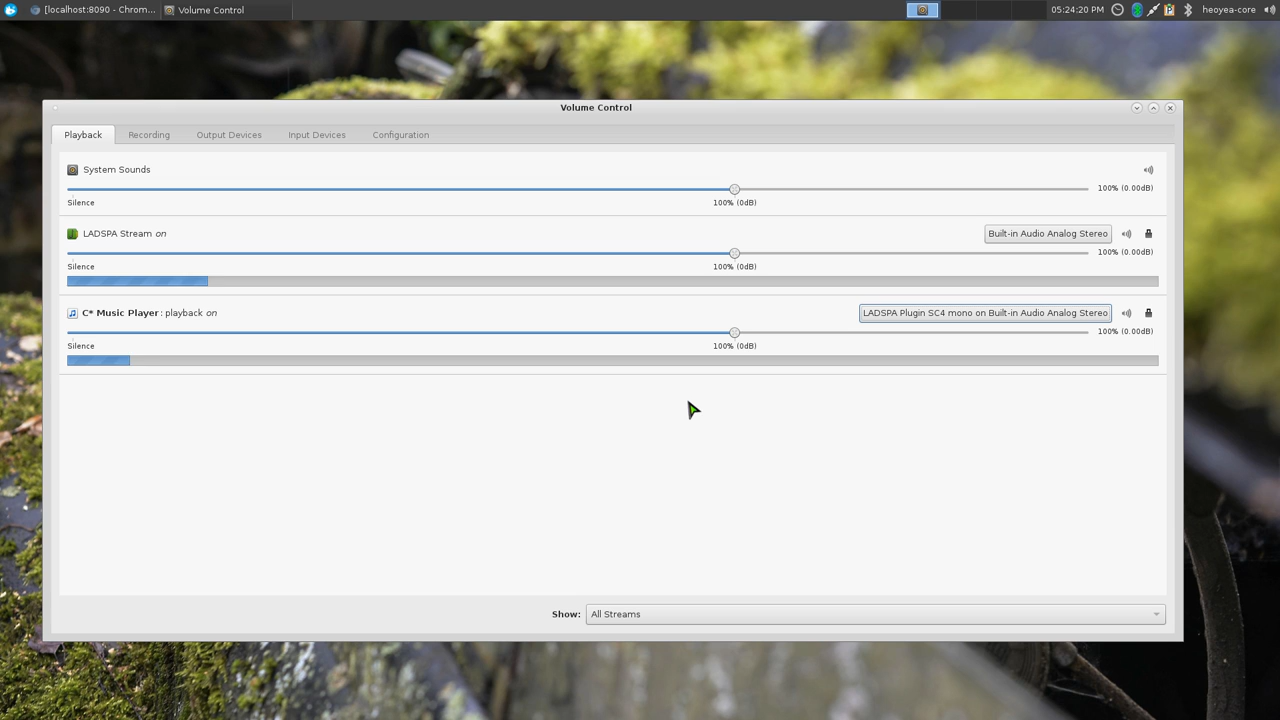 [localhost:8090 - Chrom... Volume Control 05:24:20 PM heoyea-core
Volume Control
Playback Recording Output Devices Input Devices Configuration
System Sounds
100% (0.00dB)
Silence 100% (0dB)
LADSPA Stream on Built-in Audio Analog Stereo
100% (0.00dB)
Silence 100% (0dB)
C* Music Player : playback on LADSPA Plugin SC4 mono on Built-in Audio Analog Stereo
100% (0.00dB)
Silence 100% (0dB)
Show: All Streams